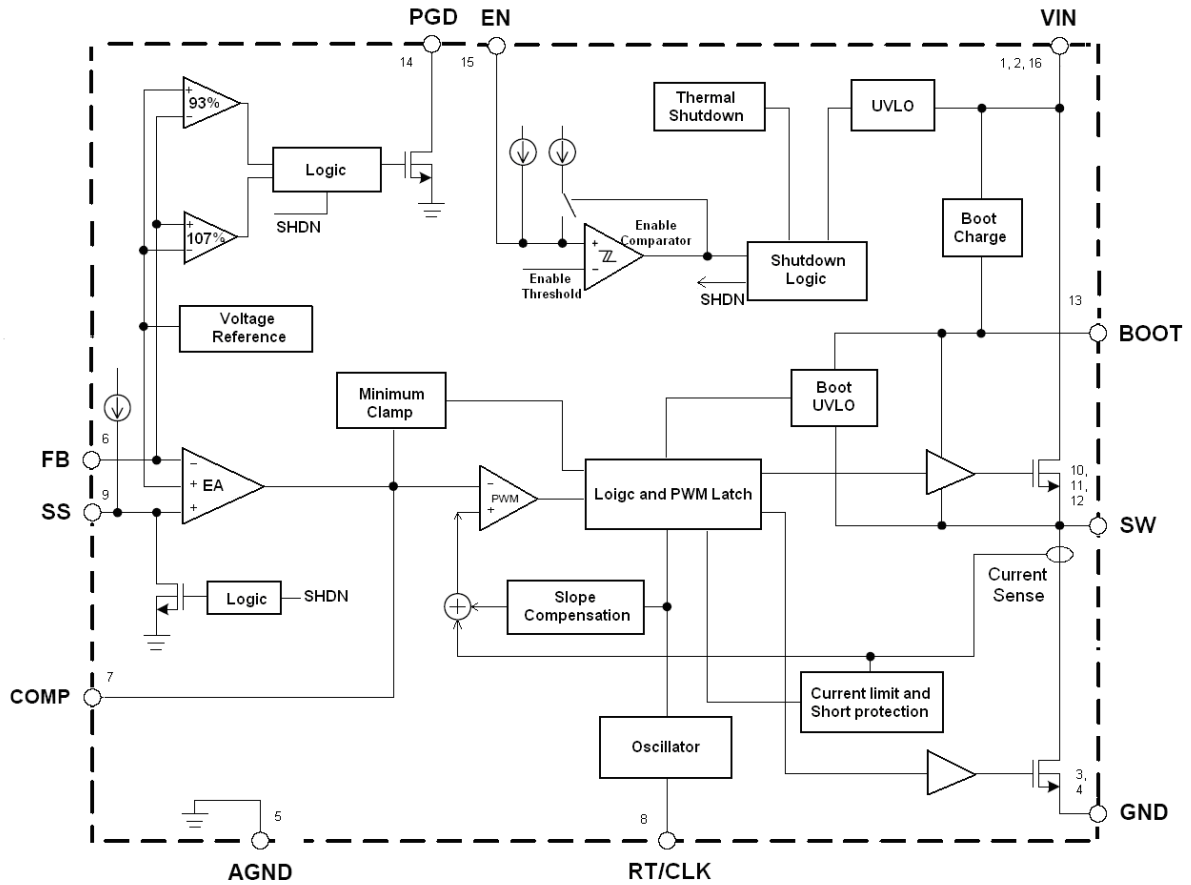 PGD
EN
VIN
14
15
1, 2, 16
+
93%
−
Thermal
Shutdown
UVLO
Logic
SHDN
+
107%
−
Boot
Charge
Enable
Comparator
+
−
Enable
Threshold
Shutdown
Logic
SHDN
13
BOOT
Voltage
Reference
Minimum
Clamp
Boot
UVLO
6
FB
−
+ EA
+
9
SS
−
PWM
+
Loigc and PWM Latch
10,
11,
12
SW
Current
Sense
Logic
SHDN
+
Slope
Compensation
7
COMP
Current limit and
Short protection
Oscillator
3,
4
GND
5
AGND
8
RT/CLK